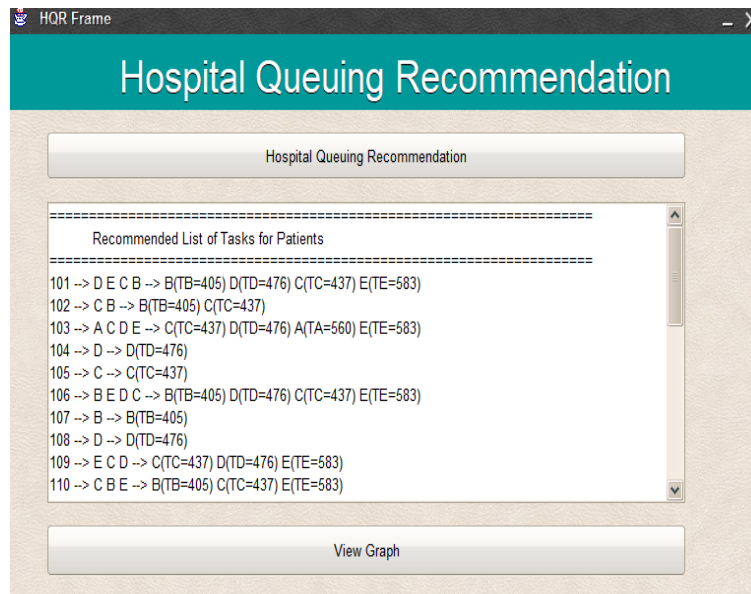 HQR Frame
Hospital Queuing Recommendation
Hospital Queuing Recommendation
=====================================================================
Recommended List of Tasks for Patients
=====================================================================
101 --> D E C B --> B(TB=405) D(TD=476) C(TC=437) E(TE=583)
102 --> C B --> B(TB=405) C(TC=437)
103 --> A C D E --> C(TC=437) D(TD=476) A(TA=560) E(TE=583)
104 --> D --> D(TD=476)
105 --> C --> C(TC=437)
106 --> B E D C --> B(TB=405) D(TD=476) C(TC=437) E(TE=583)
107 --> B --> B(TB=405)
108 --> D --> D(TD=476)
109 --> E C D --> C(TC=437) D(TD=476) E(TE=583)
110 --> C B E --> B(TB=405) C(TC=437) E(TE=583)
View Graph